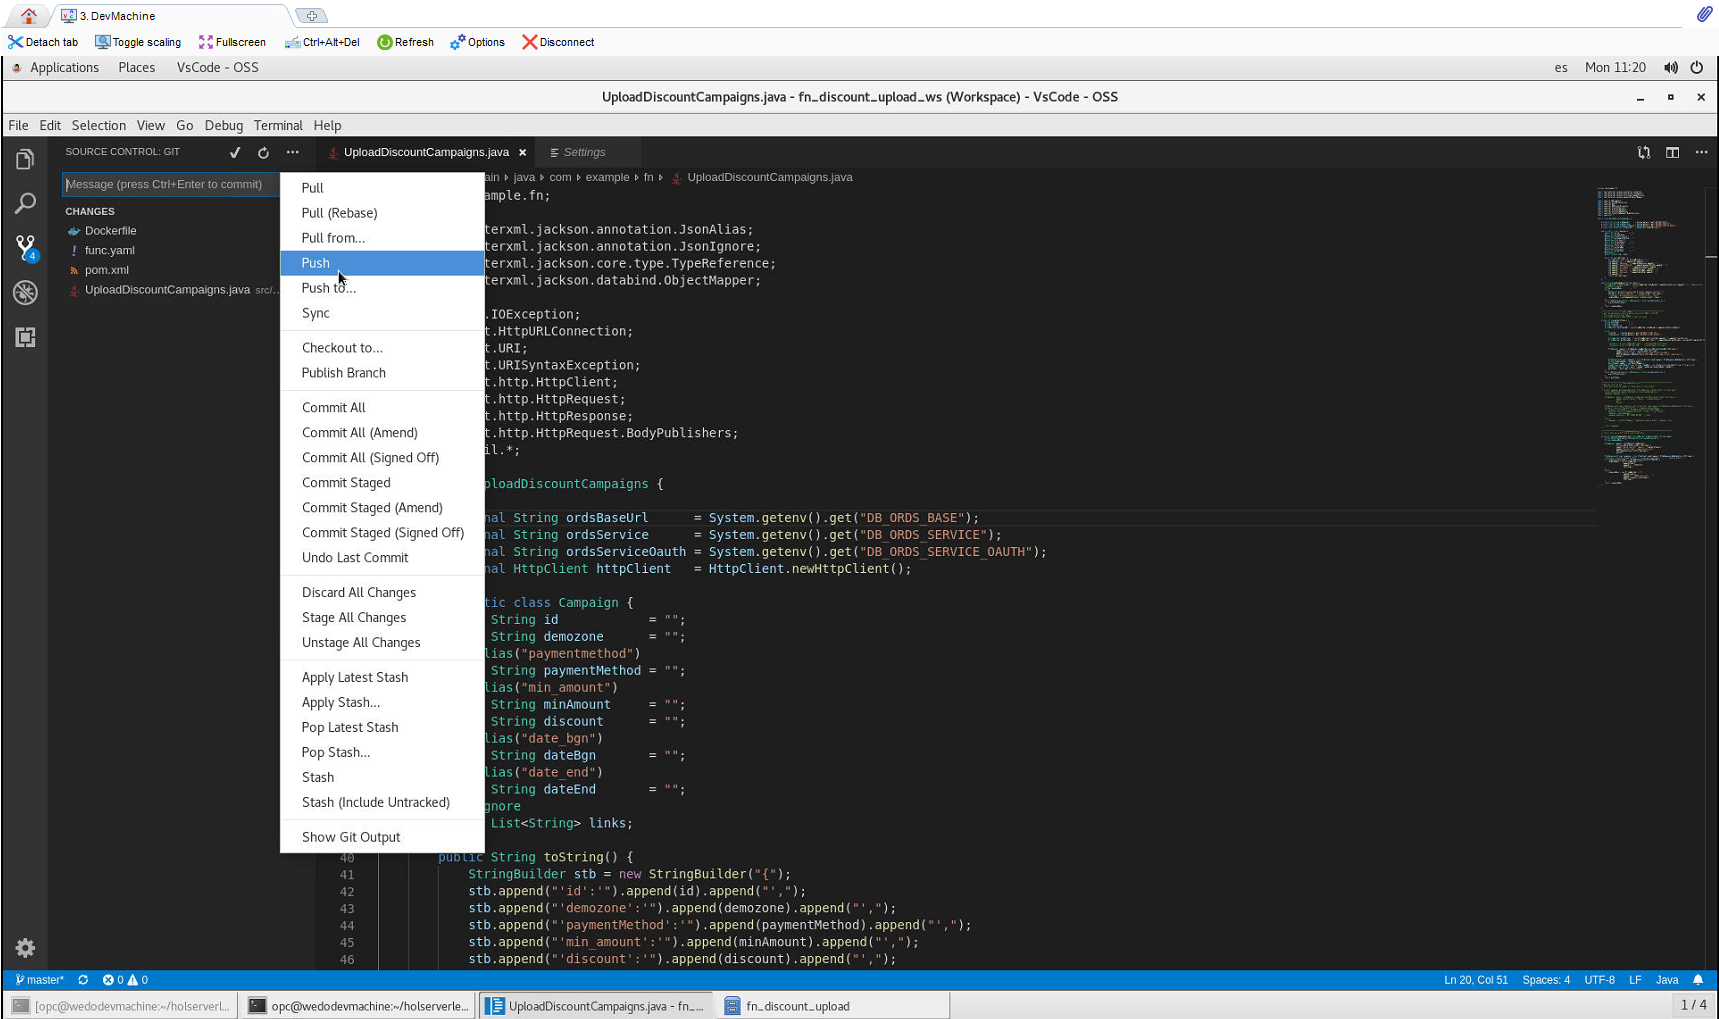 3. DevMachine
Detach tab Toggle scaling Fullscreen Ctrl+Alt+Del Refresh Options Disconnect
Applications Places VsCode - OSS es Mon 11:20
UploadDiscountCampaigns.java - fn_discount_upload_ws (Workspace) - VsCode - OSS
File Edit Selection View Go Debug Terminal Help
SOURCE CONTROL: GIT
UploadDiscountCampaigns.java
Settings
Message (press Ctrl+Enter to commit)
CHANGES
Dockerfile
! func.yaml
pom.xml
UploadDiscountCampaigns.java src/...
4
Pull
Pull (Rebase)
Pull from...
Push
Push to...
Sync
Checkout to...
Publish Branch
Commit All
Commit All (Amend)
Commit All (Signed Off)
Commit Staged
Commit Staged (Amend)
Commit Staged (Signed Off)
Undo Last Commit
Discard All Changes
Stage All Changes
Unstage All Changes
Apply Latest Stash
Apply Stash...
Pop Latest Stash
Pop Stash...
Stash
Stash (Include Untracked)
Show Git Output
ain › java › com › example › fn › UploadDiscountCampaigns.java
ample.fn;
terxml.jackson.annotation.JsonAlias;
terxml.jackson.annotation.JsonIgnore;
terxml.jackson.core.type.TypeReference;
terxml.jackson.databind.ObjectMapper;
.IOException;
t.HttpURLConnection;
t.URI;
t.URISyntaxException;
t.http.HttpClient;
t.http.HttpRequest;
t.http.HttpResponse;
t.http.HttpRequest.BodyPublishers;
il.*;
ploadDiscountCampaigns {
nal String ordsBaseUrl = System.getenv().get("DB_ORDS_BASE");
nal String ordsService = System.getenv().get("DB_ORDS_SERVICE");
nal String ordsServiceOauth = System.getenv().get("DB_ORDS_SERVICE_OAUTH");
nal HttpClient httpClient = HttpClient.newHttpClient();
tic class Campaign {
String id = "";
String demozone = "";
lias("paymentmethod")
String paymentMethod = "";
lias("min_amount")
String minAmount = "";
String discount = "";
lias("date_bgn")
String dateBgn = "";
lias("date_end")
String dateEnd = "";
gnore
List<String> links;
40 public String toString() {
41 StringBuilder stb = new StringBuilder("{");
42 stb.append("'id':'").append(id).append("',");
43 stb.append("'demozone':'").append(demozone).append("',");
44 stb.append("'paymentMethod':'").append(paymentMethod).append("',");
45 stb.append("'min_amount':'").append(minAmount).append("',");
46 stb.append("'discount':'").append(discount).append("',");
master* 0 0 Ln 20, Col 51 Spaces: 4 UTF-8 LF Java
[opc@wedodevmachine:~/holserverl... opc@wedodevmachine:~/holserverle... UploadDiscountCampaigns.java - fn_... fn_discount_upload 1 / 4